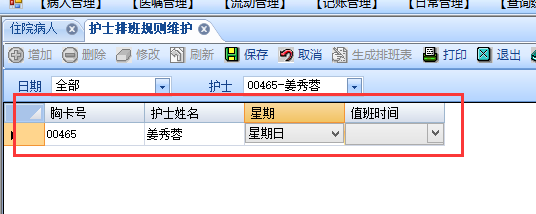 【病人管理】 【医嘱管理】 【流动管理】 【记账管理】 【日常管理】 【查询
住院病人 护士排班规则维护
增加 删除 修改 刷新 保存 取消 生成排班表 打印 退出
日期 全部 护士 00465-姜秀蓉
胸卡号 护士姓名 星期 值班时间
00465 姜秀蓉 星期日